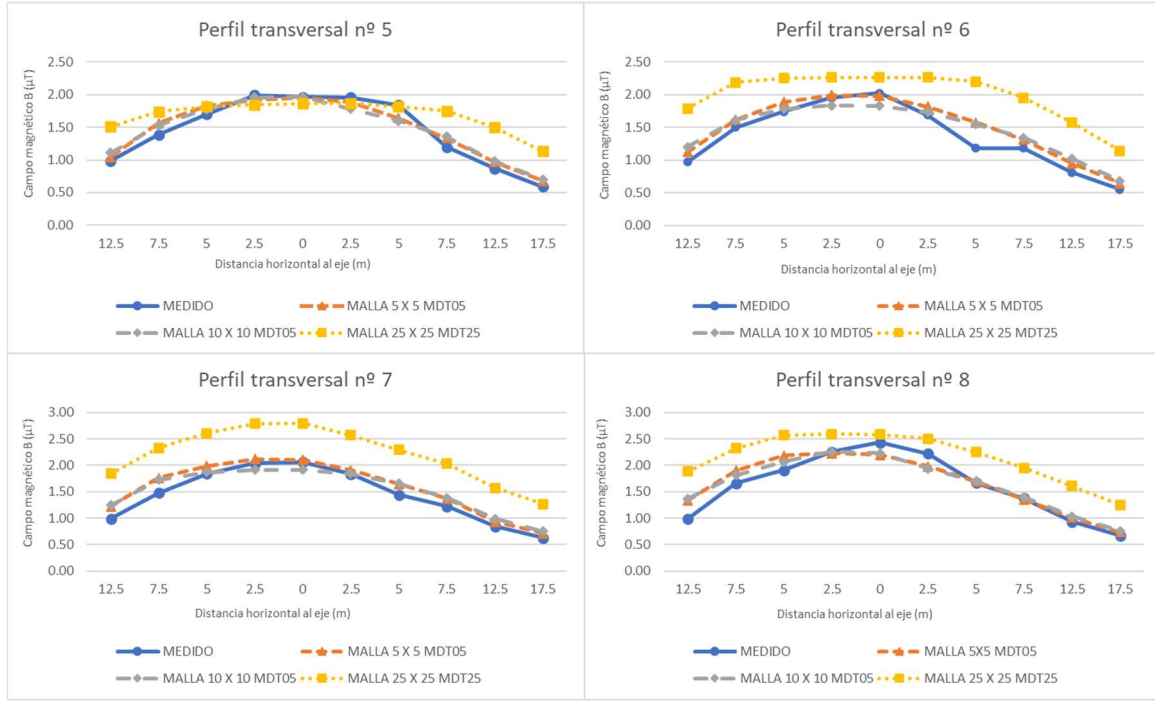 Perfil transversal nº 5
Campo magnético B (µT)
2.50
2.00
1.50
1.00
0.50
0.00
12.5 7.5 5 2.5 0 2.5 5 7.5 12.5 17.5
Distancia horizontal al eje (m)
MEDIDO MALLA 5 X 5 MDT05
MALLA 10 X 10 MDT05 MALLA 25 X 25 MDT25
Perfil transversal nº 6
Campo magnético B (µT)
2.50
2.00
1.50
1.00
0.50
0.00
12.5 7.5 5 2.5 0 2.5 5 7.5 12.5 17.5
Distancia horizontal al eje (m)
MEDIDO MALLA 5 X 5 MDT05
MALLA 10 X 10 MDT05 MALLA 25 X 25 MDT25
Perfil transversal nº 7
Campo magnético B (µT)
3.00
2.50
2.00
1.50
1.00
0.50
0.00
12.5 7.5 5 2.5 0 2.5 5 7.5 12.5 17.5
Distancia horizontal al eje (m)
MEDIDO MALLA 5 X 5 MDT05
MALLA 10 X 10 MDT05 MALLA 25 X 25 MDT25
Perfil transversal nº 8
Campo magnético B (µT)
3.00
2.50
2.00
1.50
1.00
0.50
0.00
12.5 7.5 5 2.5 0 2.5 5 7.5 12.5 17.5
Distancia horizontal al eje (m)
MEDIDO MALLA 5X5 MDT05
MALLA 10 X 10 MDT05 MALLA 25 X 25 MDT25